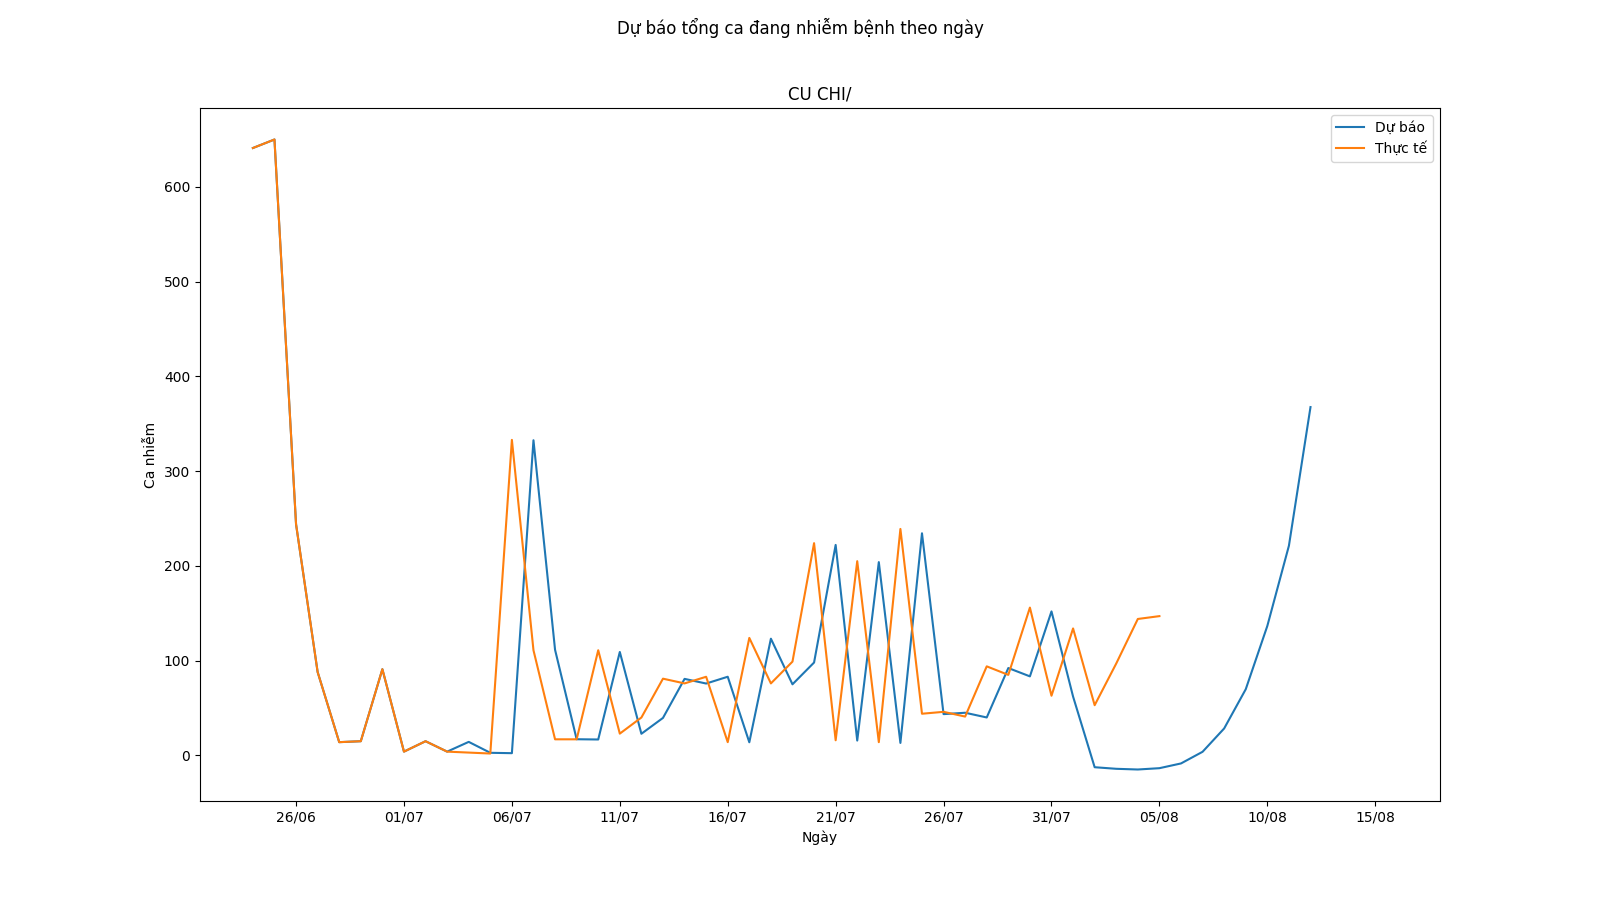 Dự báo tổng ca đang nhiễm bệnh theo ngày
CU CHI/
Dự báo
Thực tế
600
500
400
300
200
100
0
Ca nhiễm
26/06 01/07 06/07 11/07 16/07 21/07 26/07 31/07 05/08 10/08 15/08
Ngày